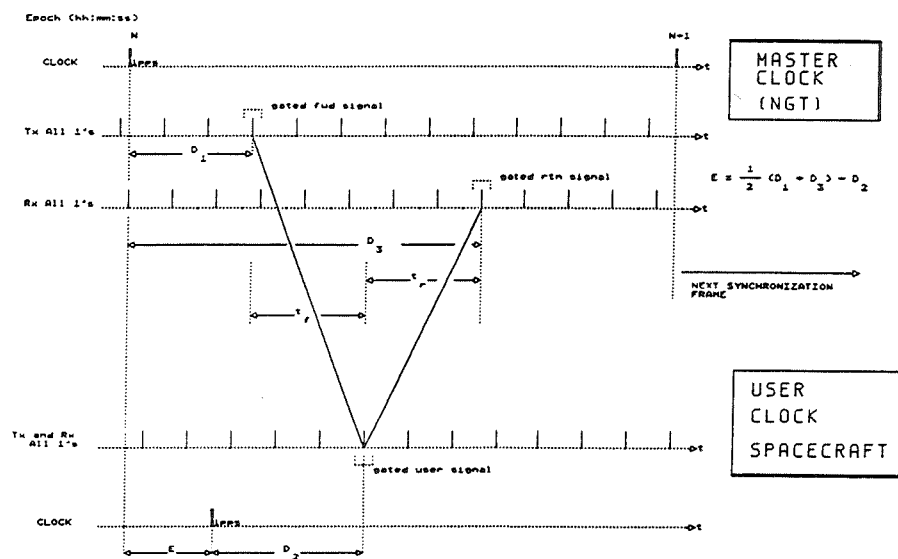 Epoch (hh:mm:ss)
N
N+1
CLOCK
1pps
t
MASTER
CLOCK
(NGT)
gated fwd signal
Tx All 1's
t
D1
E = 1/2 (D1 + D3) - D2
gated rtn signal
Rx All 1's
t
D3
tr
NEXT SYNCHRONIZATION
FRAME
tf
USER
CLOCK
SPACECRAFT
Tx and Rx
All 1's
t
gated user signal
CLOCK
1pps
t
E
D2